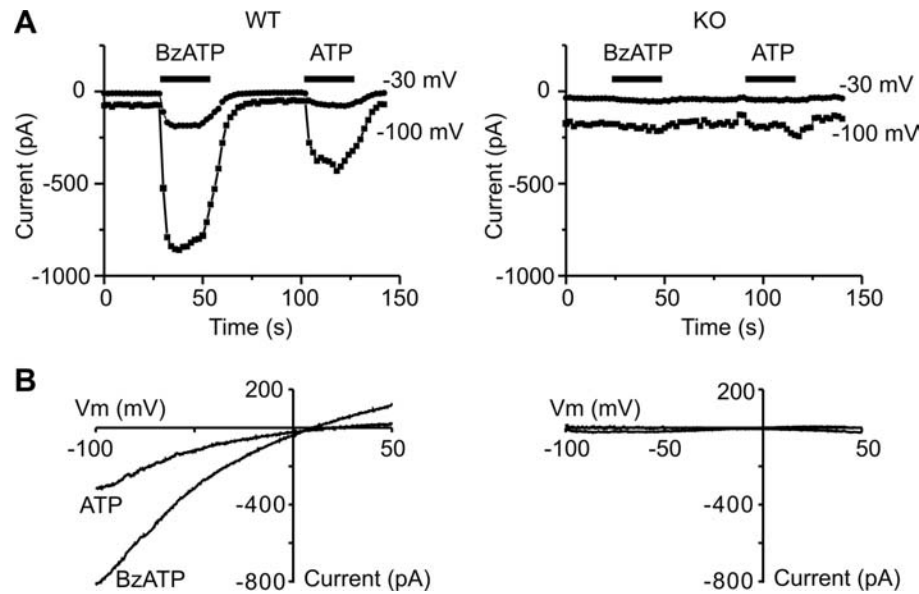 A
WT
KO
BzATP
ATP
BzATP
ATP
0
-500
-1000
Current (pA)
-30 mV
-100 mV
0
50
100
150
Time (s)
0
-500
-1000
Current (pA)
-30 mV
-100 mV
0
50
100
150
Time (s)
B
200
Vm (mV)
-100
50
ATP
BzATP
-400
-800
Current (pA)
200
Vm (mV)
-100
-50
50
-400
-800
Current (pA)